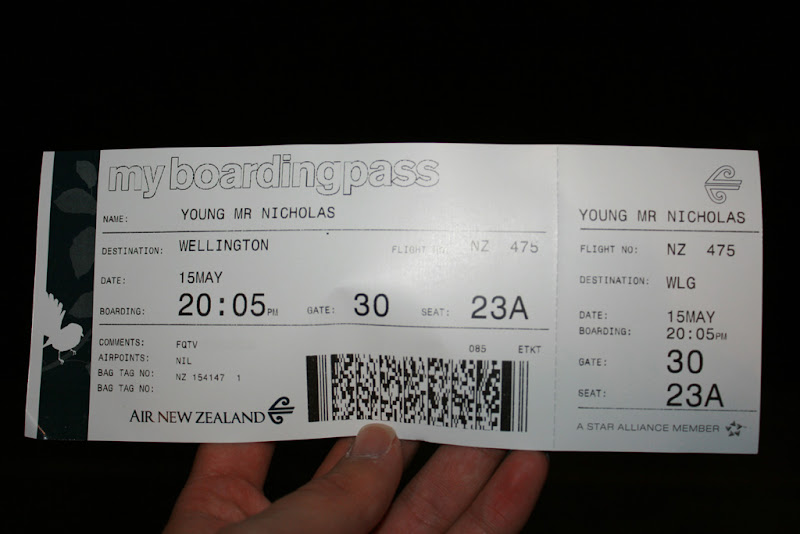 myboardingpass
NAME: YOUNG MR NICHOLAS
DESTINATION: WELLINGTON FLIGHT NO: NZ 475
DATE: 15MAY
BOARDING: 20:05PM GATE: 30 SEAT: 23A
COMMENTS: FQTV 085 ETKT
AIRPOINTS: NIL
BAG TAG NO: NZ 154147 1
BAG TAG NO:
AIR NEW ZEALAND
YOUNG MR NICHOLAS
FLIGHT NO: NZ 475
DESTINATION: WLG
DATE: 15MAY
BOARDING: 20:05PM
GATE: 30
SEAT: 23A
A STAR ALLIANCE MEMBER